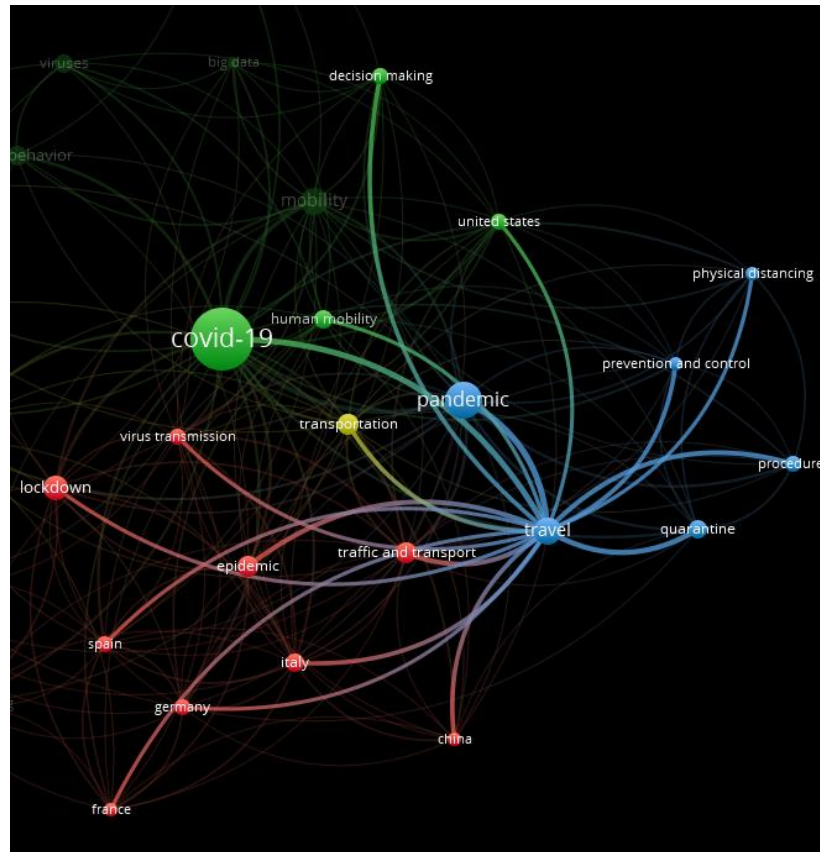 viruses
big data
decision making
behavior
mobility
united states
physical distancing
human mobility
covid-19
prevention and control
pandemic
transportation
virus transmission
procedure
lockdown
travel
quarantine
traffic and transport
epidemic
spain
italy
germany
china
france